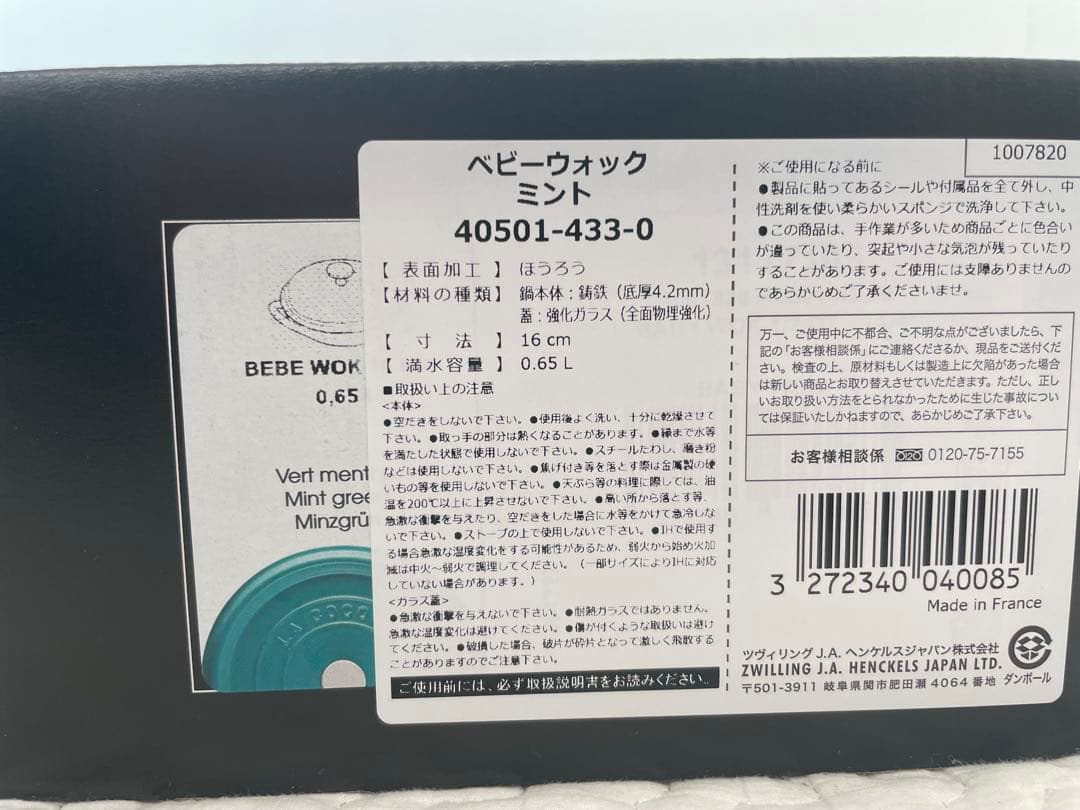 BEBE WOK
0,65
Vert ment
Mint gree
Minzgrü
LA COCO
ベビーウォック
ミント
40501-433-0
【 表面加工 】 ほうろう
【材料の種類】 鍋本体:鋳鉄(底厚4.2mm)
蓋:強化ガラス(全面物理強化)
【 寸 法 】 16 cm
【 満水容量 】 0.65 L
■取扱い上の注意
<本体>
●空だきをしないで下さい。●使用後よく洗い、十分に乾燥させて
下さい。●取っ手の部分は熱くなることがあります。●縁まで水等
を満たした状態で使用しないで下さい。●スチールたわし、磨き粉
などは使用しないで下さい。●焦げ付き等を落とす際は金属製の硬
いもの等を使用しないで下さい。●天ぷら等の料理に際しては、油
温を200℃以上に上昇させないで下さい。●高い所から落とす等、
急激な衝撃を与えたり、空だきをした場合に水等をかけて急冷しな
いで下さい。●ストーブの上で使用しないで下さい。●IHで使用す
る場合急激な温度変化をする可能性があるため、弱火から始め火加
減は中火～弱火で調理してください。(一部サイズによりIHに対応
していない場合があります。)
<ガラス蓋>
●急激な衝撃を与えないで下さい。●耐熱ガラスではありません、
急激な温度変化は避けてください。●傷が付くような取扱いは避け
てください。●破損した場合、破片が砕片となって激しく飛散する
ことがありますのでご注意下さい。
ご使用前には、必ず取扱説明書をお読みください。
1007820
※ご使用になる前に
●製品に貼ってあるシールや付属品を全て外し、中
性洗剤を使い柔らかいスポンジで洗浄して下さい。
●この商品は、手作業が多いため商品ごとに色合い
が違っていたり、突起や小さな気泡が残っていたり
することがあります。ご使用には支障ありませんの
であらかじめご了承くださいませ。
万一、ご使用中に不都合、ご不明な点がございましたら、下
記の「お客様相談係」にご連絡くださるか、現品をご送付くださ
い。検査の上、原材料もしくは製造上に欠陥があった場合
は新しい商品とお取り替えさせていただきます。ただし、正し
いお取り扱い方法をとられなかったために生じた事故につい
ては保証いたしかねますので、あらかじめご了承下さい。
お客様相談係 0120-75-7155
3 272340 040085
Made in France
ツヴィリング J.A. ヘンケルスジャパン株式会社
ZWILLING J.A. HENCKELS JAPAN LTD.
〒501-3911 岐阜県関市肥田瀬 4064 番地
ダンボール